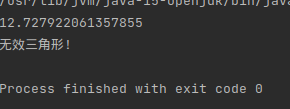 /usr/lib/jvm/java-15-openjdk/bin/java
12.727922061357855
无效三角形！
Process finished with exit code 0